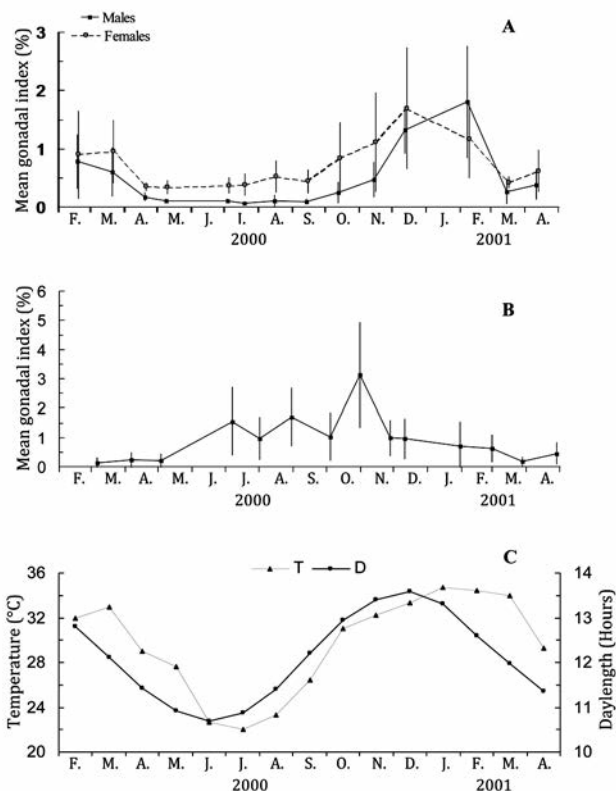 Males
Females
A
Mean gonadal index (%)
3
2
1
0
F. M. A. M. J. I. A. S. O. N. D. J. F. M. A.
2000 2001
B
Mean gonadal index (%)
6
5
4
3
2
1
0
F. M. A. M. J. J. A. S. O. N. D. J. F. M. A.
2000 2001
C
T D
Temperature (°C)
36
32
28
24
20
14
13
12
11
10
Daylength (Hours)
F. M. A. M. J. J. A. S. O. N. D. J. F. M. A.
2000 2001